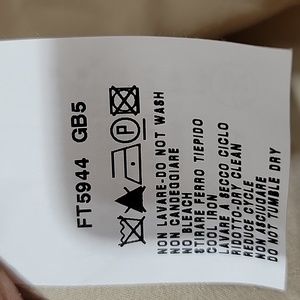 FT5944 GB5
P
NON LAVARE-DO NOT WASH
NON CANDEGGIARE
NO BLEACH
STIRARE FERRO TIEPIDO
COOL IRON
LAVARE A SECCO CICLO
RIDOTTO-DRY CLEAN
REDUCE CYCLE
NON ASCIUGARE
DO NOT TUMBLE DRY